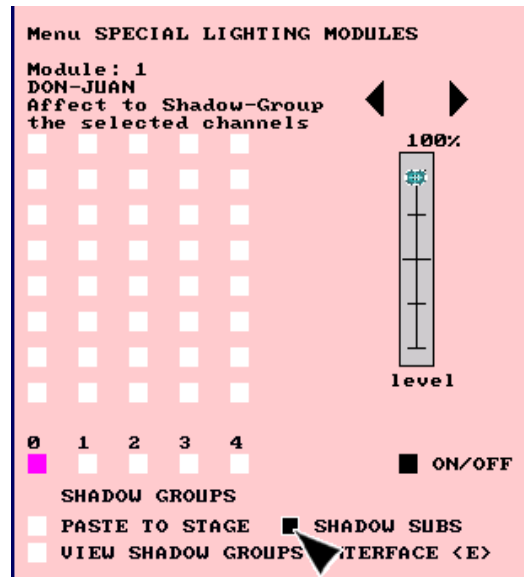 Menu SPECIAL LIGHTING MODULES
Module: 1
DON-JUAN
Affect to Shadow-Group
the selected channels
100%
level
0 1 2 3 4
ON/OFF
SHADOW GROUPS
PASTE TO STAGE SHADOW SUBS
VIEW SHADOW GROUPS TERFACE <E>